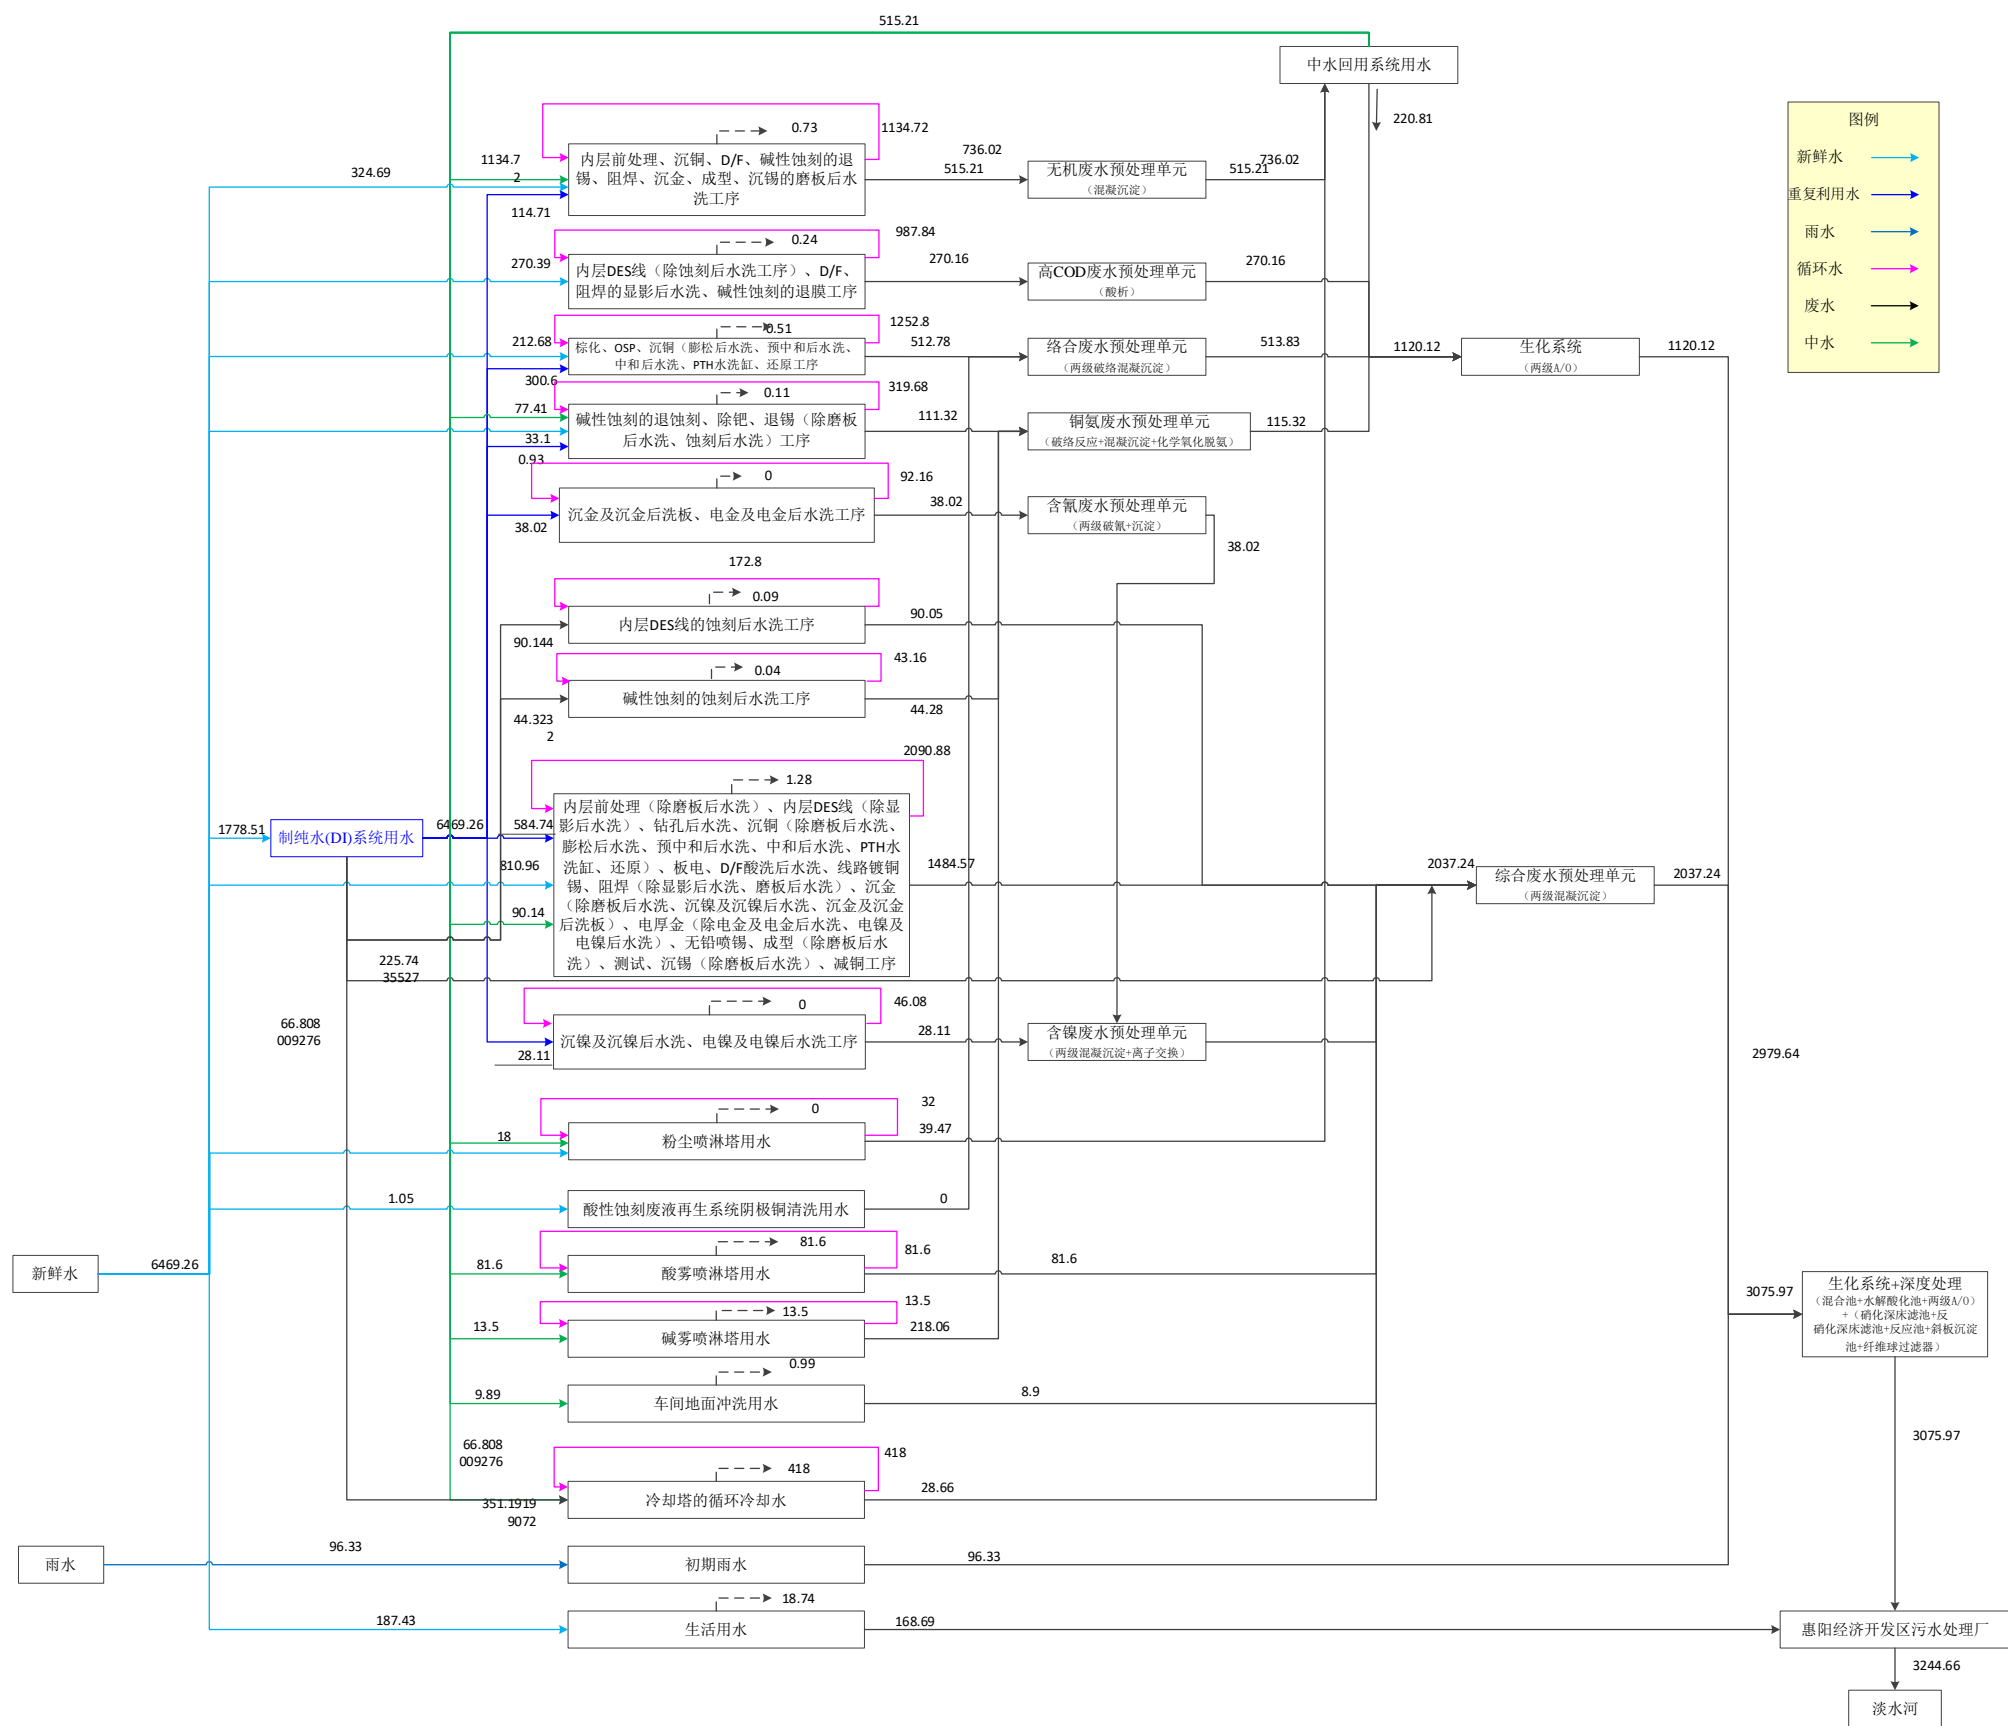 515.21
中水回用系统用水
220.81
图例
新鲜水
重复利用水
雨水
循环水
废水
中水
0.73
1134.72
324.69
1134.7
2
内层前处理、沉铜、D/F、碱性蚀刻的退
锡、阻焊、沉金、成型、沉锡的磨板后水
洗工序
114.71
736.02
515.21
无机废水预处理单元
（混凝沉淀）
736.02
515.21
0.24
987.84
270.39
内层DES线（除蚀刻后水洗工序）、D/F、
阻焊的显影后水洗、碱性蚀刻的退膜工序
270.16
高COD废水预处理单元
（酸析）
270.16
0.51
1252.8
212.68
棕化、OSP、沉铜（膨松后水洗、预中和后水洗、
中和后水洗、PTH水洗缸、还原工序
300.6
512.78
络合废水预处理单元
（两级破络混凝沉淀）
513.83
1120.12
生化系统
（两级A/O）
1120.12
0.11
319.68
77.41
碱性蚀刻的退蚀刻、除钯、退锡（除磨板
后水洗、蚀刻后水洗）工序
33.1
0.93
111.32
铜氨废水预处理单元
（破络反应+混凝沉淀+化学氧化脱氨）
115.32
0
92.16
沉金及沉金后洗板、电金及电金后水洗工序
38.02
38.02
含氰废水预处理单元
（两级破氰+沉淀）
38.02
172.8
0.09
内层DES线的蚀刻后水洗工序
90.144
90.05
0.04
43.16
碱性蚀刻的蚀刻后水洗工序
44.323
2
44.28
2090.88
1.28
1778.51
制纯水(DI)系统用水
6469.26
584.74
810.96
90.14
内层前处理（除磨板后水洗）、内层DES线（除显
影后水洗）、钻孔后水洗、沉铜（除磨板后水洗、
膨松后水洗、预中和后水洗、中和后水洗、PTH水
洗缸、还原）、板电、D/F酸洗后水洗、线路镀铜
锡、阻焊（除显影后水洗、磨板后水洗）、沉金
（除磨板后水洗、沉镍及沉镍后水洗、沉金及沉金
后洗板）、电厚金（除电金及电金后水洗、电镍及
电镍后水洗）、无铅喷锡、成型（除磨板后水
洗）、测试、沉锡（除磨板后水洗）、减铜工序
1484.57
2037.24
综合废水预处理单元
（两级混凝沉淀）
2037.24
225.74
35527
66.808
009276
0
46.08
沉镍及沉镍后水洗、电镍及电镍后水洗工序
28.11
28.11
含镍废水预处理单元
（两级混凝沉淀+离子交换）
2979.64
0
32
18
粉尘喷淋塔用水
39.47
1.05
酸性蚀刻废液再生系统阴极铜清洗用水
0
新鲜水
6469.26
81.6
81.6
81.6
酸雾喷淋塔用水
81.6
13.5
13.5
13.5
碱雾喷淋塔用水
218.06
3075.97
生化系统+深度处理
（混合池+水解酸化池+两级A/O）
+（硝化深床滤池+反
硝化深床滤池+反应池+斜板沉淀
池+纤维球过滤器）
0.99
9.89
车间地面冲洗用水
8.9
3075.97
66.808
009276
418
418
冷却塔的循环冷却水
351.1919
9072
28.66
雨水
96.33
初期雨水
96.33
18.74
187.43
生活用水
168.69
惠阳经济开发区污水处理厂
3244.66
淡水河